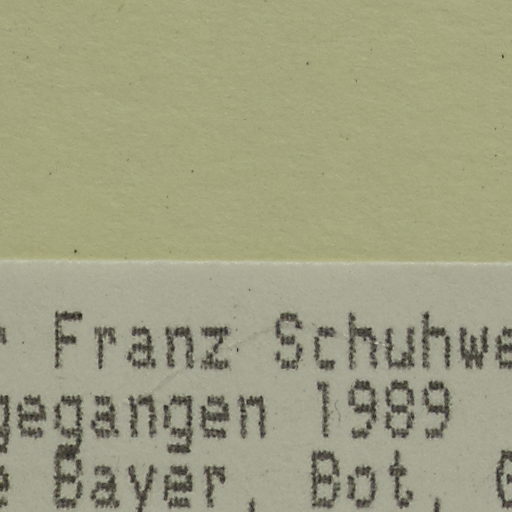 Franz Schuhwe
gegangen 1989
Bayer. Bot.